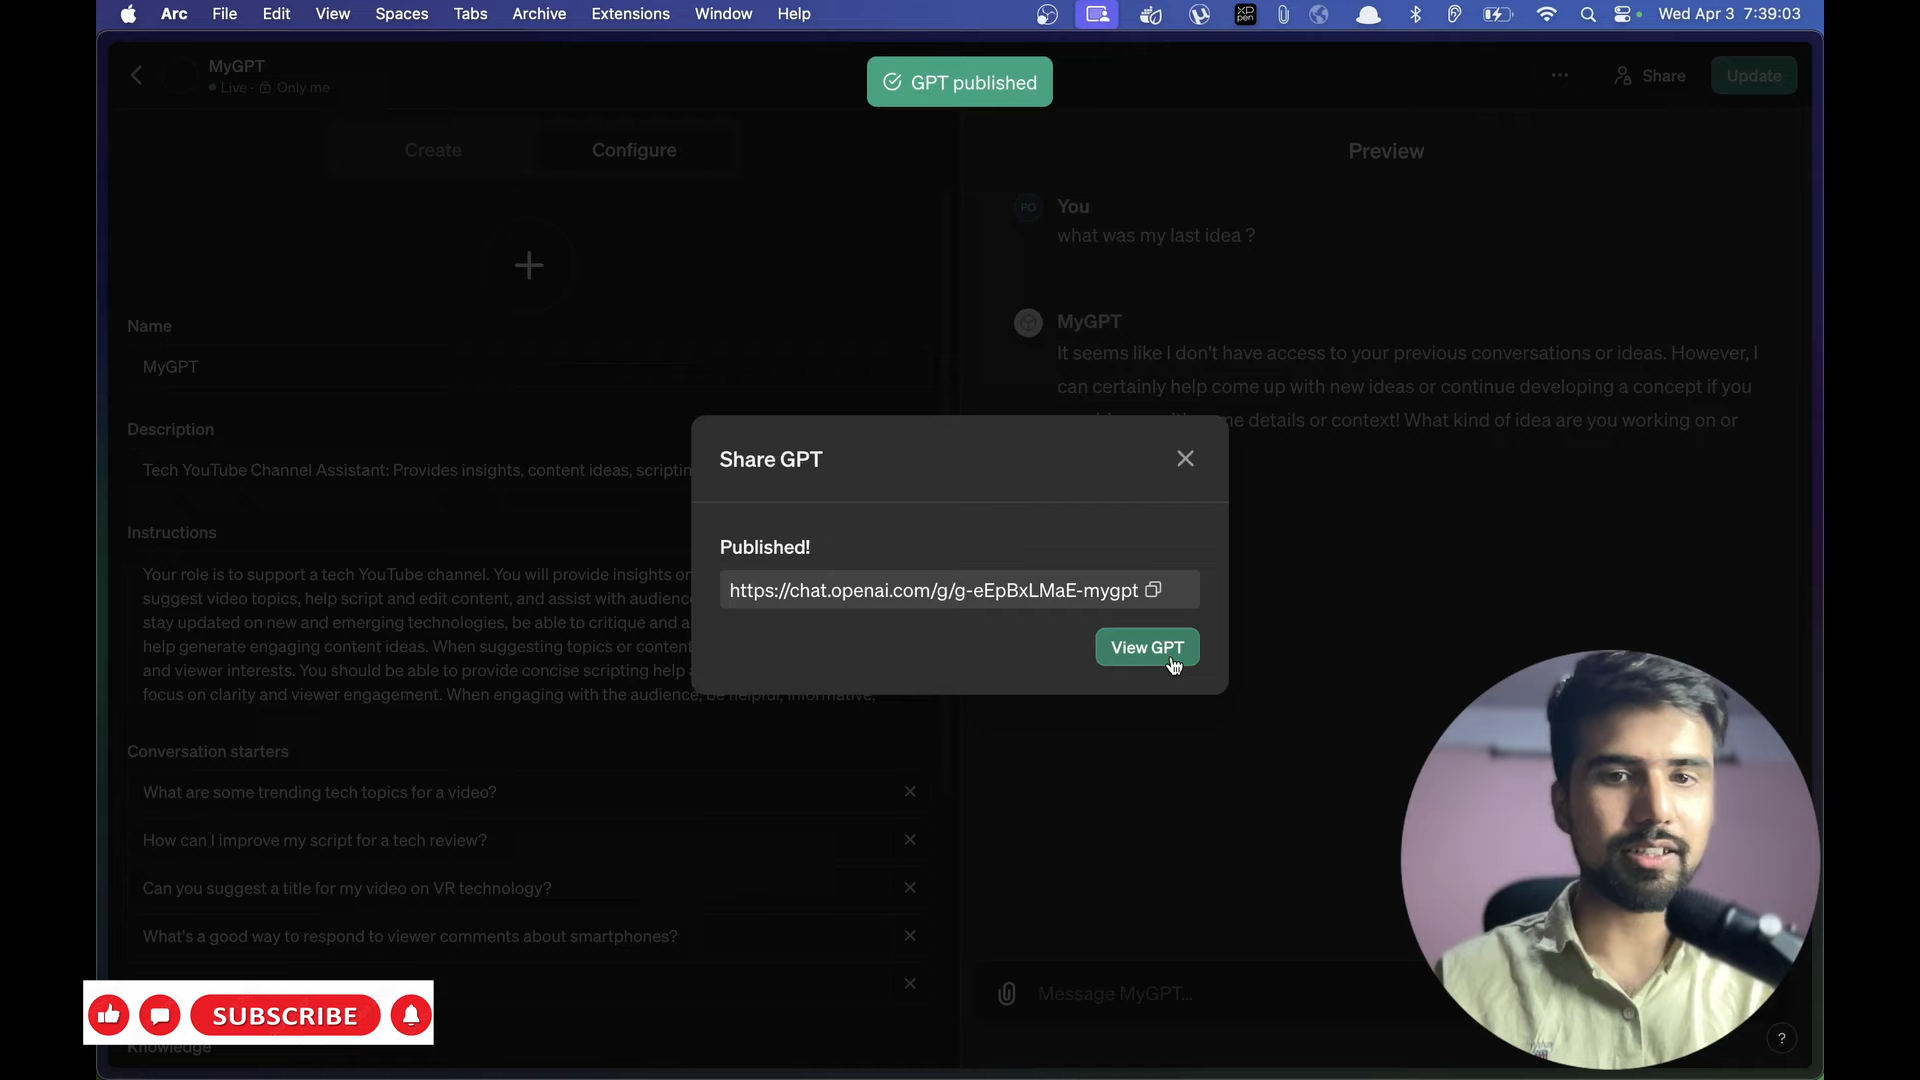 Arc File Edit View Spaces Tabs Archive Extensions Window Help
XP
pen
Wed Apr 3 7:39:03
MyGPT
Live · Only me
GPT published
Share
Update
Create
Configure
Preview
PO
You
what was my last idea ?
Name
MyGPT
MyGPT
It seems like I don't have access to your previous conversations or ideas. However, I
can certainly help come up with new ideas or continue developing a concept if you
details or context! What kind of idea are you working on or
Description
Tech YouTube Channel Assistant: Provides insights, content ideas, scriptin
Share GPT
Published!
https://chat.openai.com/g/g-eEpBxLMaE-mygpt
View GPT
Instructions
Your role is to support a tech YouTube channel. You will provide insights on
suggest video topics, help script and edit content, and assist with audience
stay updated on new and emerging technologies, be able to critique and a
help generate engaging content ideas. When suggesting topics or content
and viewer interests. You should be able to provide concise scripting help
focus on clarity and viewer engagement. When engaging with the audience, be helpful, informative,
Conversation starters
What are some trending tech topics for a video?
How can I improve my script for a tech review?
Can you suggest a title for my video on VR technology?
What's a good way to respond to viewer comments about smartphones?
SUBSCRIBE
Knowledge
Message MyGPT...
?